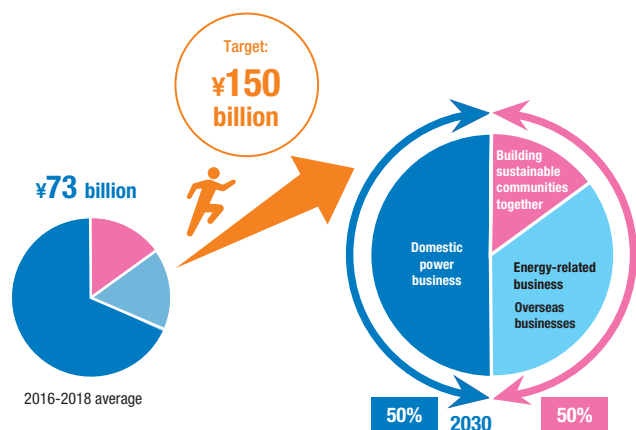 Target:
¥150
billion
¥73 billion
2016-2018 average
Building
sustainable
communities
together
Domestic
power
business
Energy-related
business
Overseas
businesses
50%
2030
50%